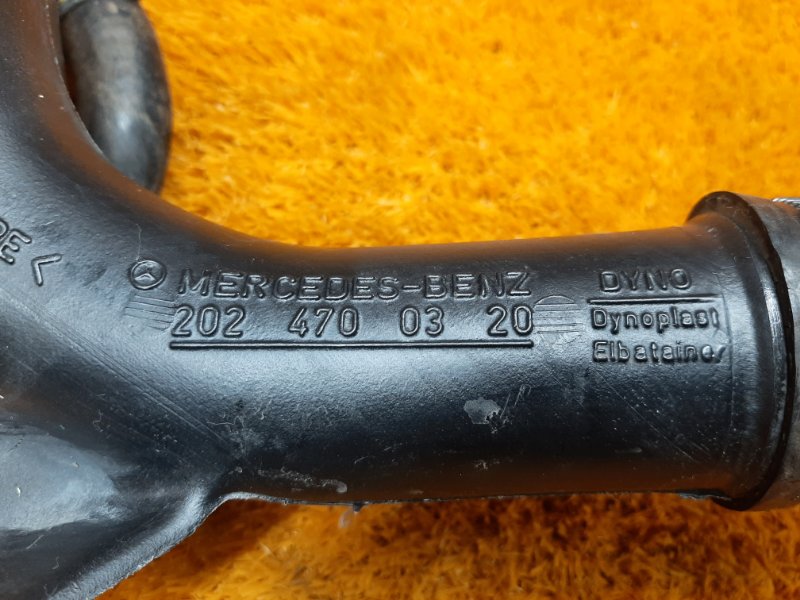 MERCEDES-BENZ
202 470 03 20
DYNO
Dynoplast
Elbatainer